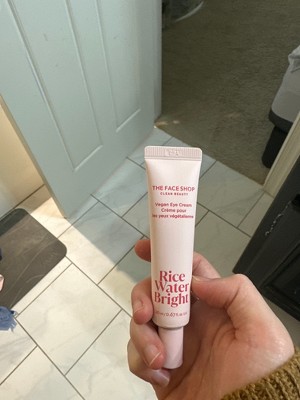 THE FACE SHOP
CLEAN BEAUTY
Vegan Eye Cream
Crème pour
les yeux végétalienne
Rice
Water
Bright